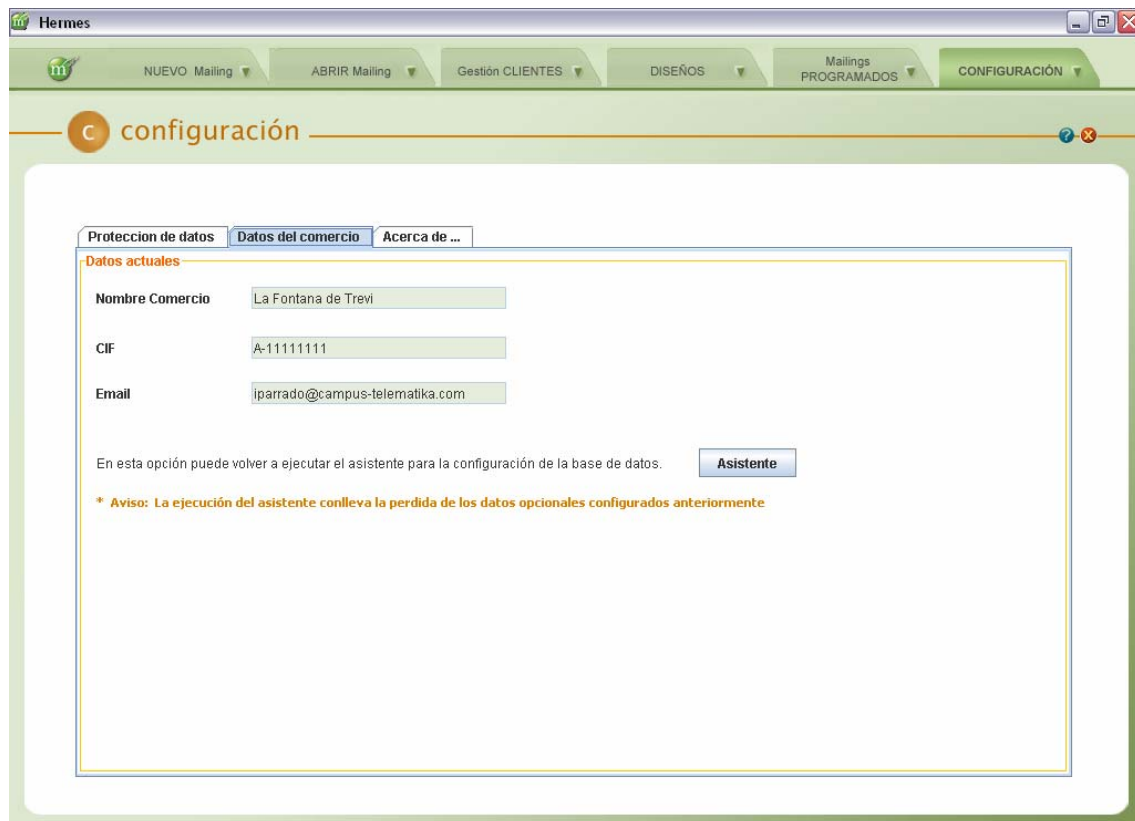 Hermes
NUEVO Mailing
ABRIR Mailing
Gestión CLIENTES
DISEÑOS
Mailings
PROGRAMADOS
CONFIGURACIÓN
c configuración
Proteccion de datos
Datos del comercio
Acerca de ...
Datos actuales
Nombre Comercio La Fontana de Trevi
CIF A-11111111
Email iparrado@campus-telematika.com
En esta opción puede volver a ejecutar el asistente para la configuración de la base de datos. Asistente
* Aviso: La ejecución del asistente conlleva la perdida de los datos opcionales configurados anteriormente